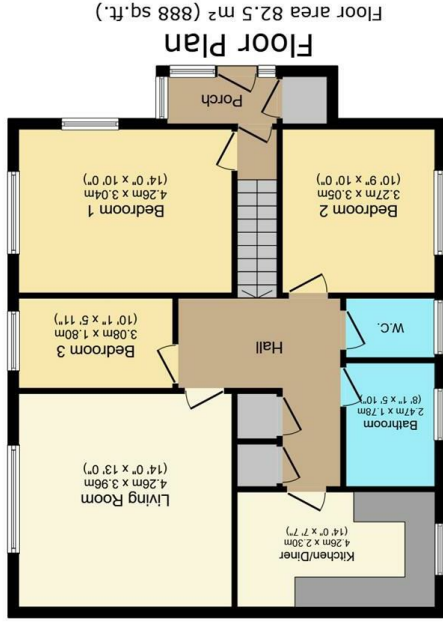 Floor Plan
Floor area 82.5 m² (888 sq.ft.)
Kitchen/Diner
4.26m x 2.30m
(14' 0" x 7' 7")
Living Room
4.26m x 3.96m
(14' 0" x 13' 0")
Bathroom
2.47m x 1.78m
(8' 1" x 5' 10")
W.C.
Hall
Bedroom 3
3.08m x 1.80m
(10' 1" x 5' 11")
Bedroom 2
3.27m x 3.05m
(10' 9" x 10' 0")
Bedroom 1
4.26m x 3.04m
(14' 0" x 10' 0")
Porch